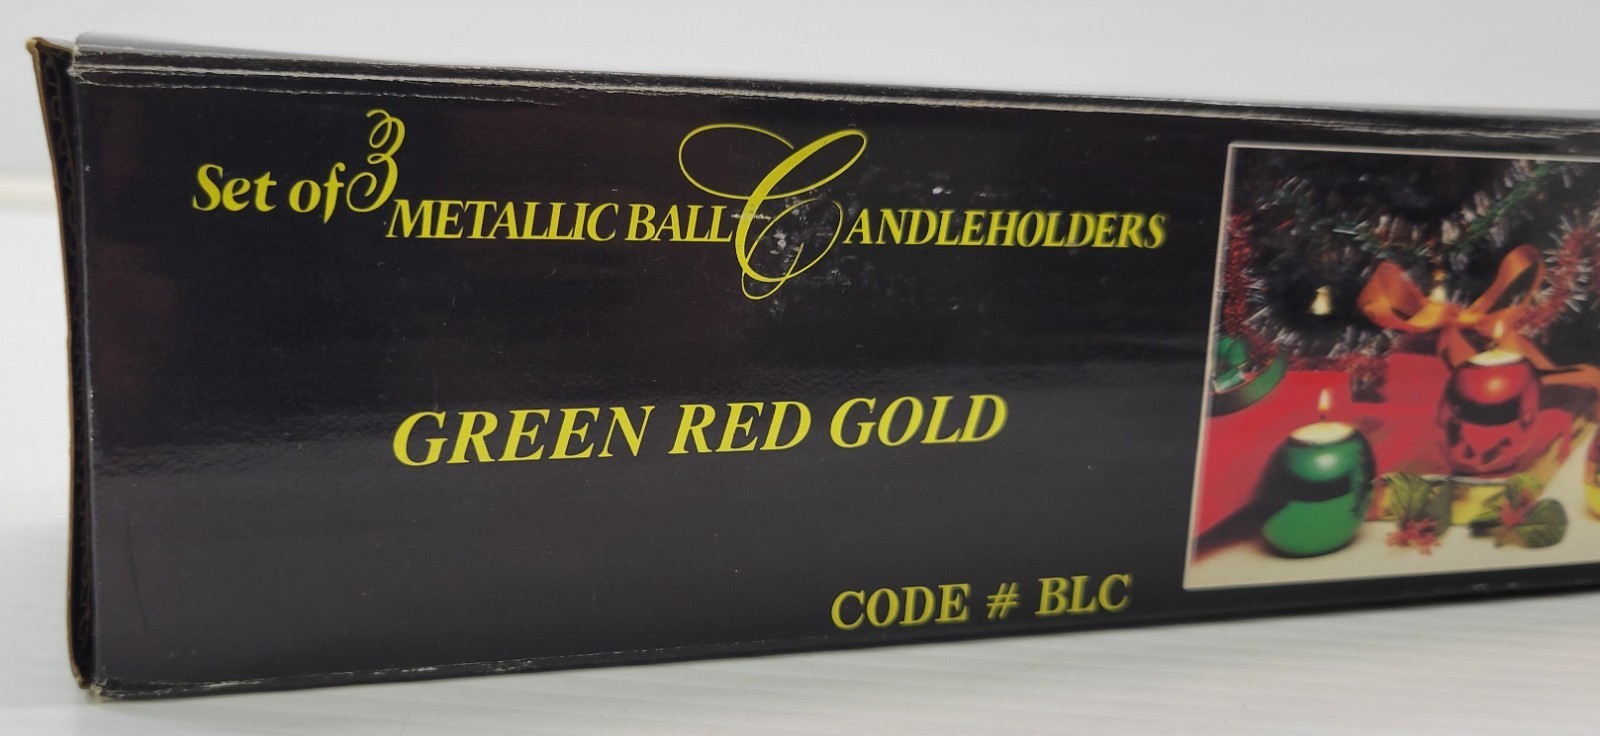 Set of 3
METALLIC BALL CANDLEHOLDERS
GREEN RED GOLD
CODE # BLC